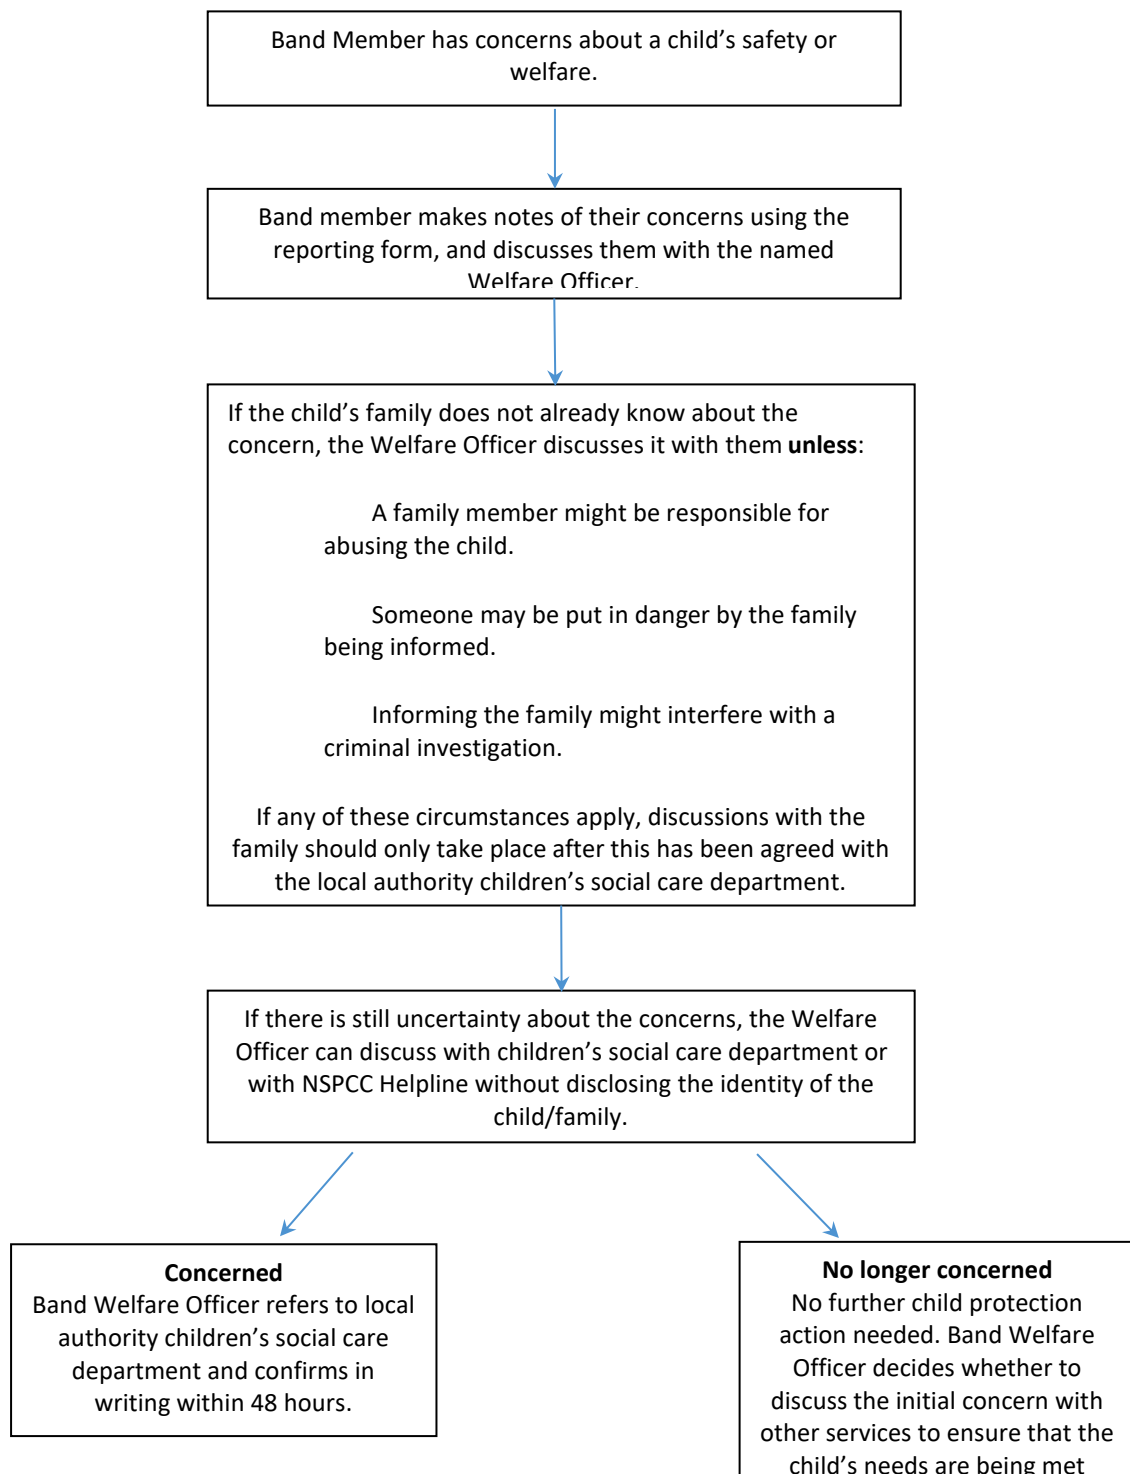 Band Member has concerns about a child’s safety or
welfare.
Band member makes notes of their concerns using the
reporting form, and discusses them with the named
Welfare Officer.
If the child’s family does not already know about the
concern, the Welfare Officer discusses it with them unless:
A family member might be responsible for
abusing the child.
Someone may be put in danger by the family
being informed.
Informing the family might interfere with a
criminal investigation.
If any of these circumstances apply, discussions with the
family should only take place after this has been agreed with
the local authority children’s social care department.
If there is still uncertainty about the concerns, the Welfare
Officer can discuss with children’s social care department or
with NSPCC Helpline without disclosing the identity of the
child/family.
Concerned
Band Welfare Officer refers to local
authority children’s social care
department and confirms in
writing within 48 hours.
No longer concerned
No further child protection
action needed. Band Welfare
Officer decides whether to
discuss the initial concern with
other services to ensure that the
child’s needs are being met